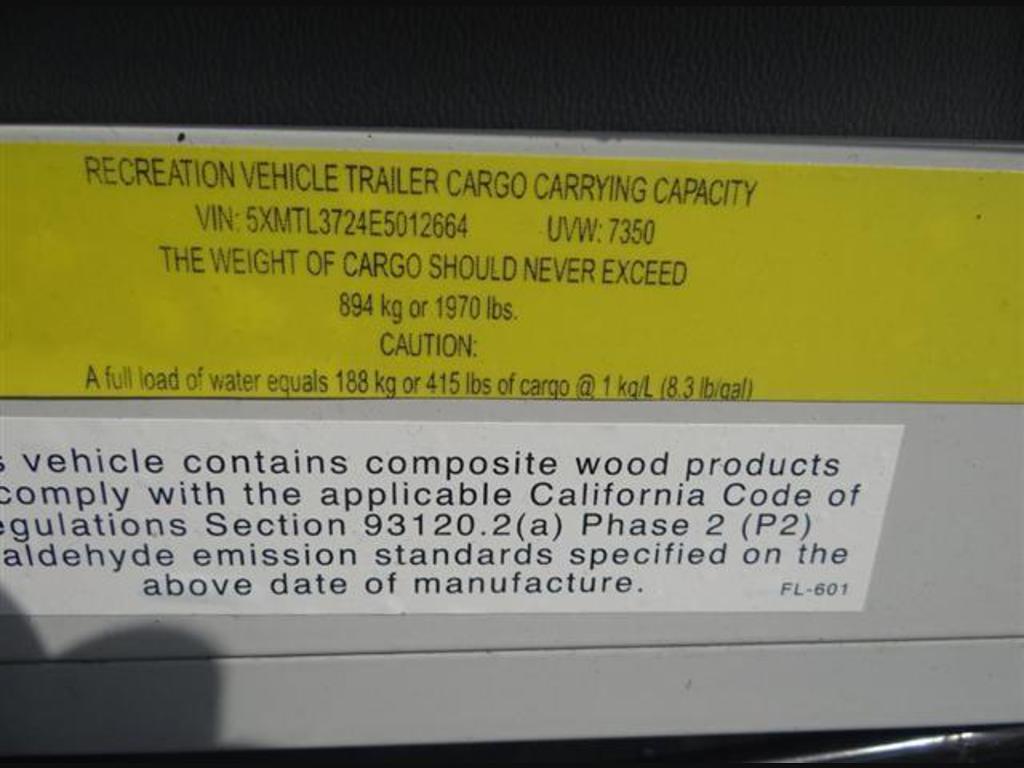 RECREATION VEHICLE TRAILER CARGO CARRYING CAPACITY
VIN: 5XMTL3724E5012664 UVW: 7350
THE WEIGHT OF CARGO SHOULD NEVER EXCEED
894 kg or 1970 lbs.
CAUTION:
A full load of water equals 188 kg or 415 lbs of cargo @ 1 kg/L (8.3 lb/gal)
vehicle contains composite wood products
comply with the applicable California Code of
egulations Section 93120.2(a) Phase 2 (P2)
aldehyde emission standards specified on the
above date of manufacture.
FL-601